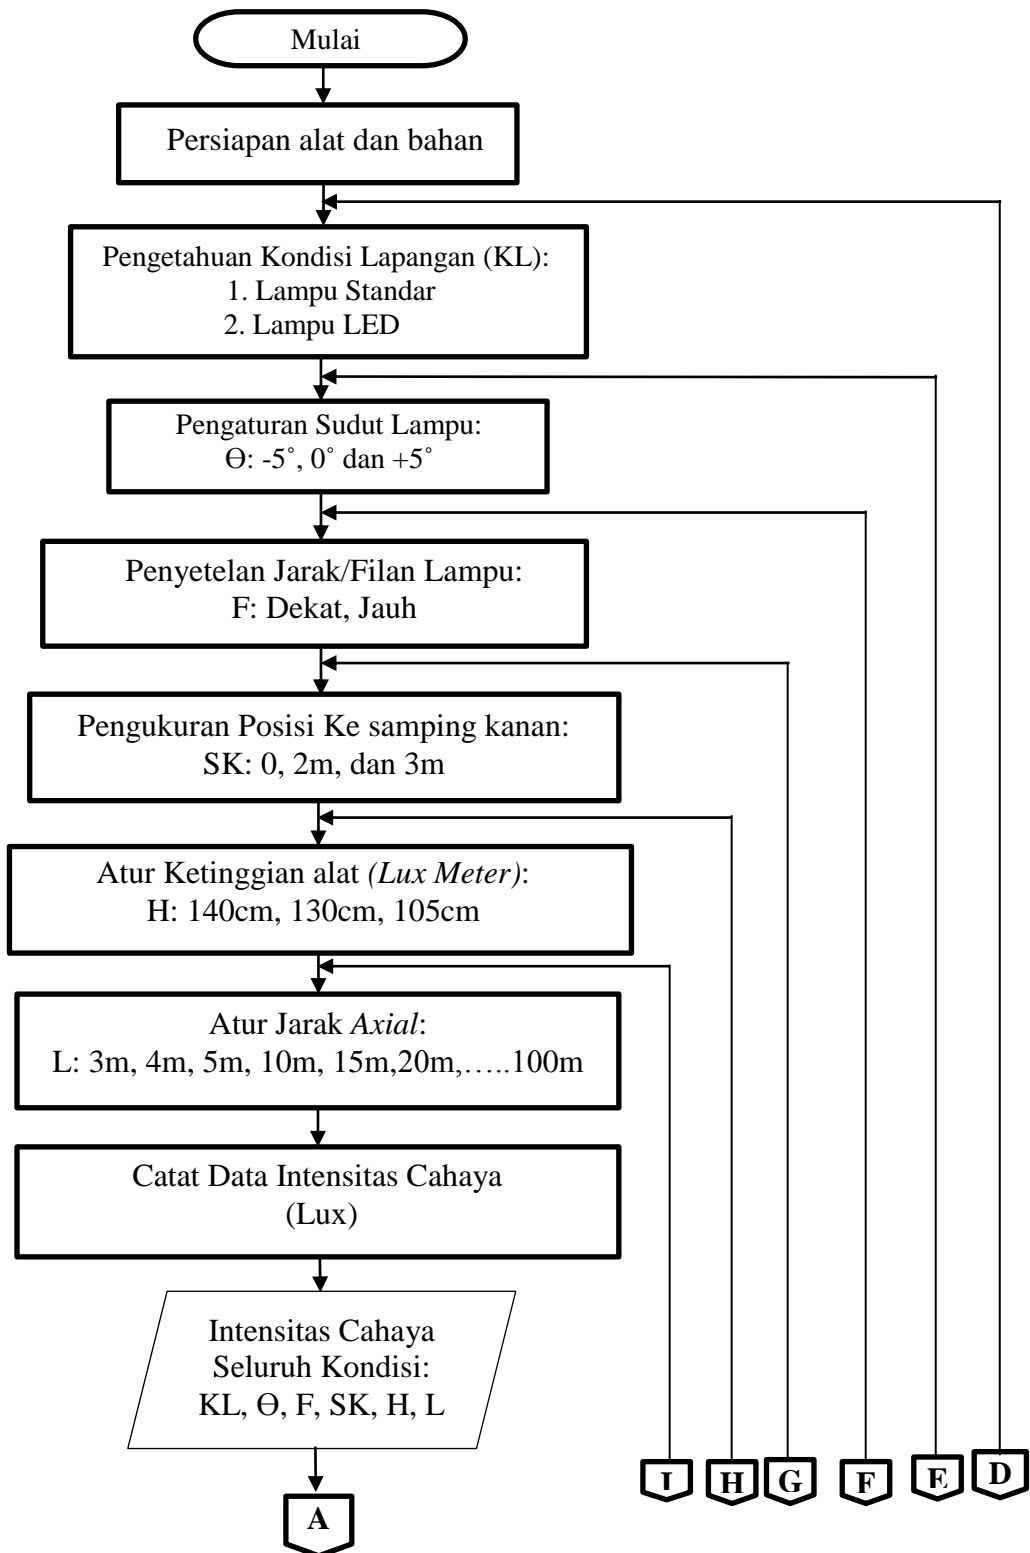 Mulai
Persiapan alat dan bahan
Pengetahuan Kondisi Lapangan (KL):
1. Lampu Standar
2. Lampu LED
Pengaturan Sudut Lampu:
Ѳ: -5˚, 0˚ dan +5˚
Penyetelan Jarak/Filan Lampu:
F: Dekat, Jauh
Pengukuran Posisi Ke samping kanan:
SK: 0, 2m, dan 3m
Atur Ketinggian alat (Lux Meter):
H: 140cm, 130cm, 105cm
Atur Jarak Axial:
L: 3m, 4m, 5m, 10m, 15m,20m,…..100m
Catat Data Intensitas Cahaya
(Lux)
Intensitas Cahaya
Seluruh Kondisi:
KL, Ѳ, F, SK, H, L
I H G F E D
A